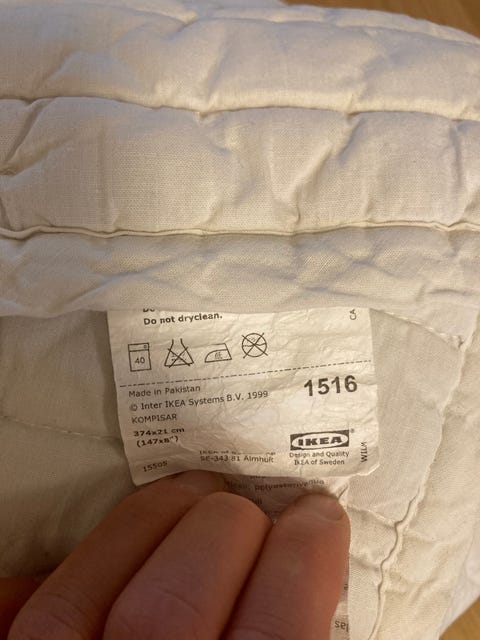 Do not dryclean.
40
Made in Pakistan
© Inter IKEA Systems B.V. 1999
1516
KOMPISAR
374x21 cm
(147x8")
15505
SE-343 81 Älmhult
IKEA
Design and Quality
IKEA of Sweden